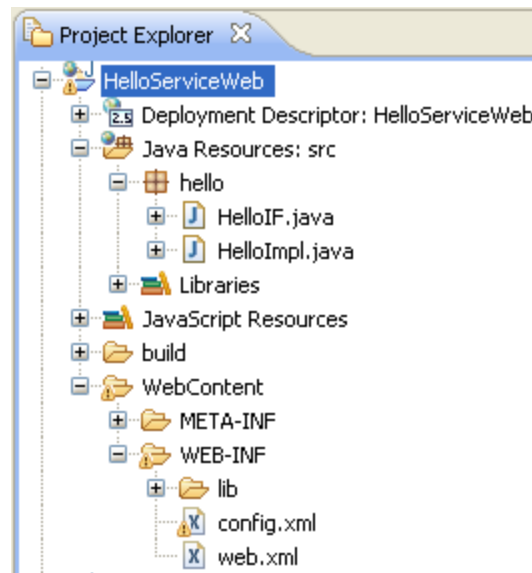 Project Explorer
HelloServiceWeb
2.5 Deployment Descriptor: HelloServiceWeb
Java Resources: src
hello
J HelloIF.java
J HelloImpl.java
Libraries
JavaScript Resources
build
WebContent
META-INF
WEB-INF
lib
X config.xml
X web.xml